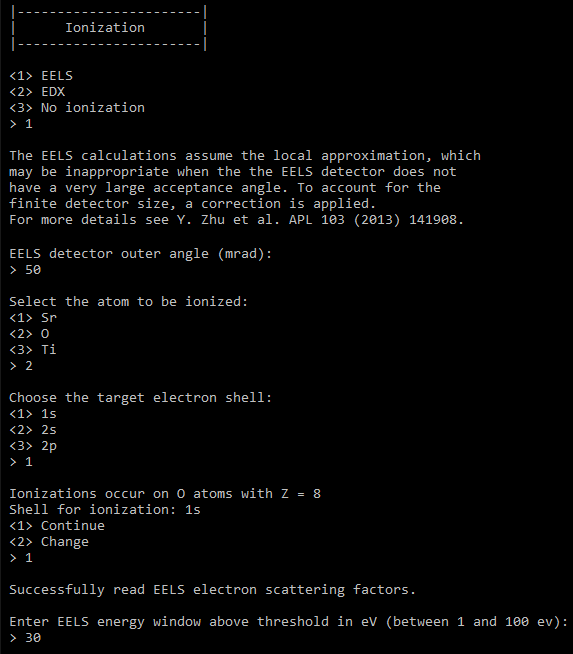 |-----------------------|
|      Ionization       |
|-----------------------|
<1> EELS
<2> EDX
<3> No ionization
> 1
The EELS calculations assume the local approximation, which
may be inappropriate when the the EELS detector does not
have a very large acceptance angle. To account for the
finite detector size, a correction is applied.
For more details see Y. Zhu et al. APL 103 (2013) 141908.
EELS detector outer angle (mrad):
> 50
Select the atom to be ionized:
<1> Sr
<2> O
<3> Ti
> 2
Choose the target electron shell:
<1> 1s
<2> 2s
<3> 2p
> 1
Ionizations occur on O atoms with Z = 8
Shell for ionization: 1s
<1> Continue
<2> Change
> 1
Successfully read EELS electron scattering factors.
Enter EELS energy window above threshold in eV (between 1 and 100 ev):
> 30